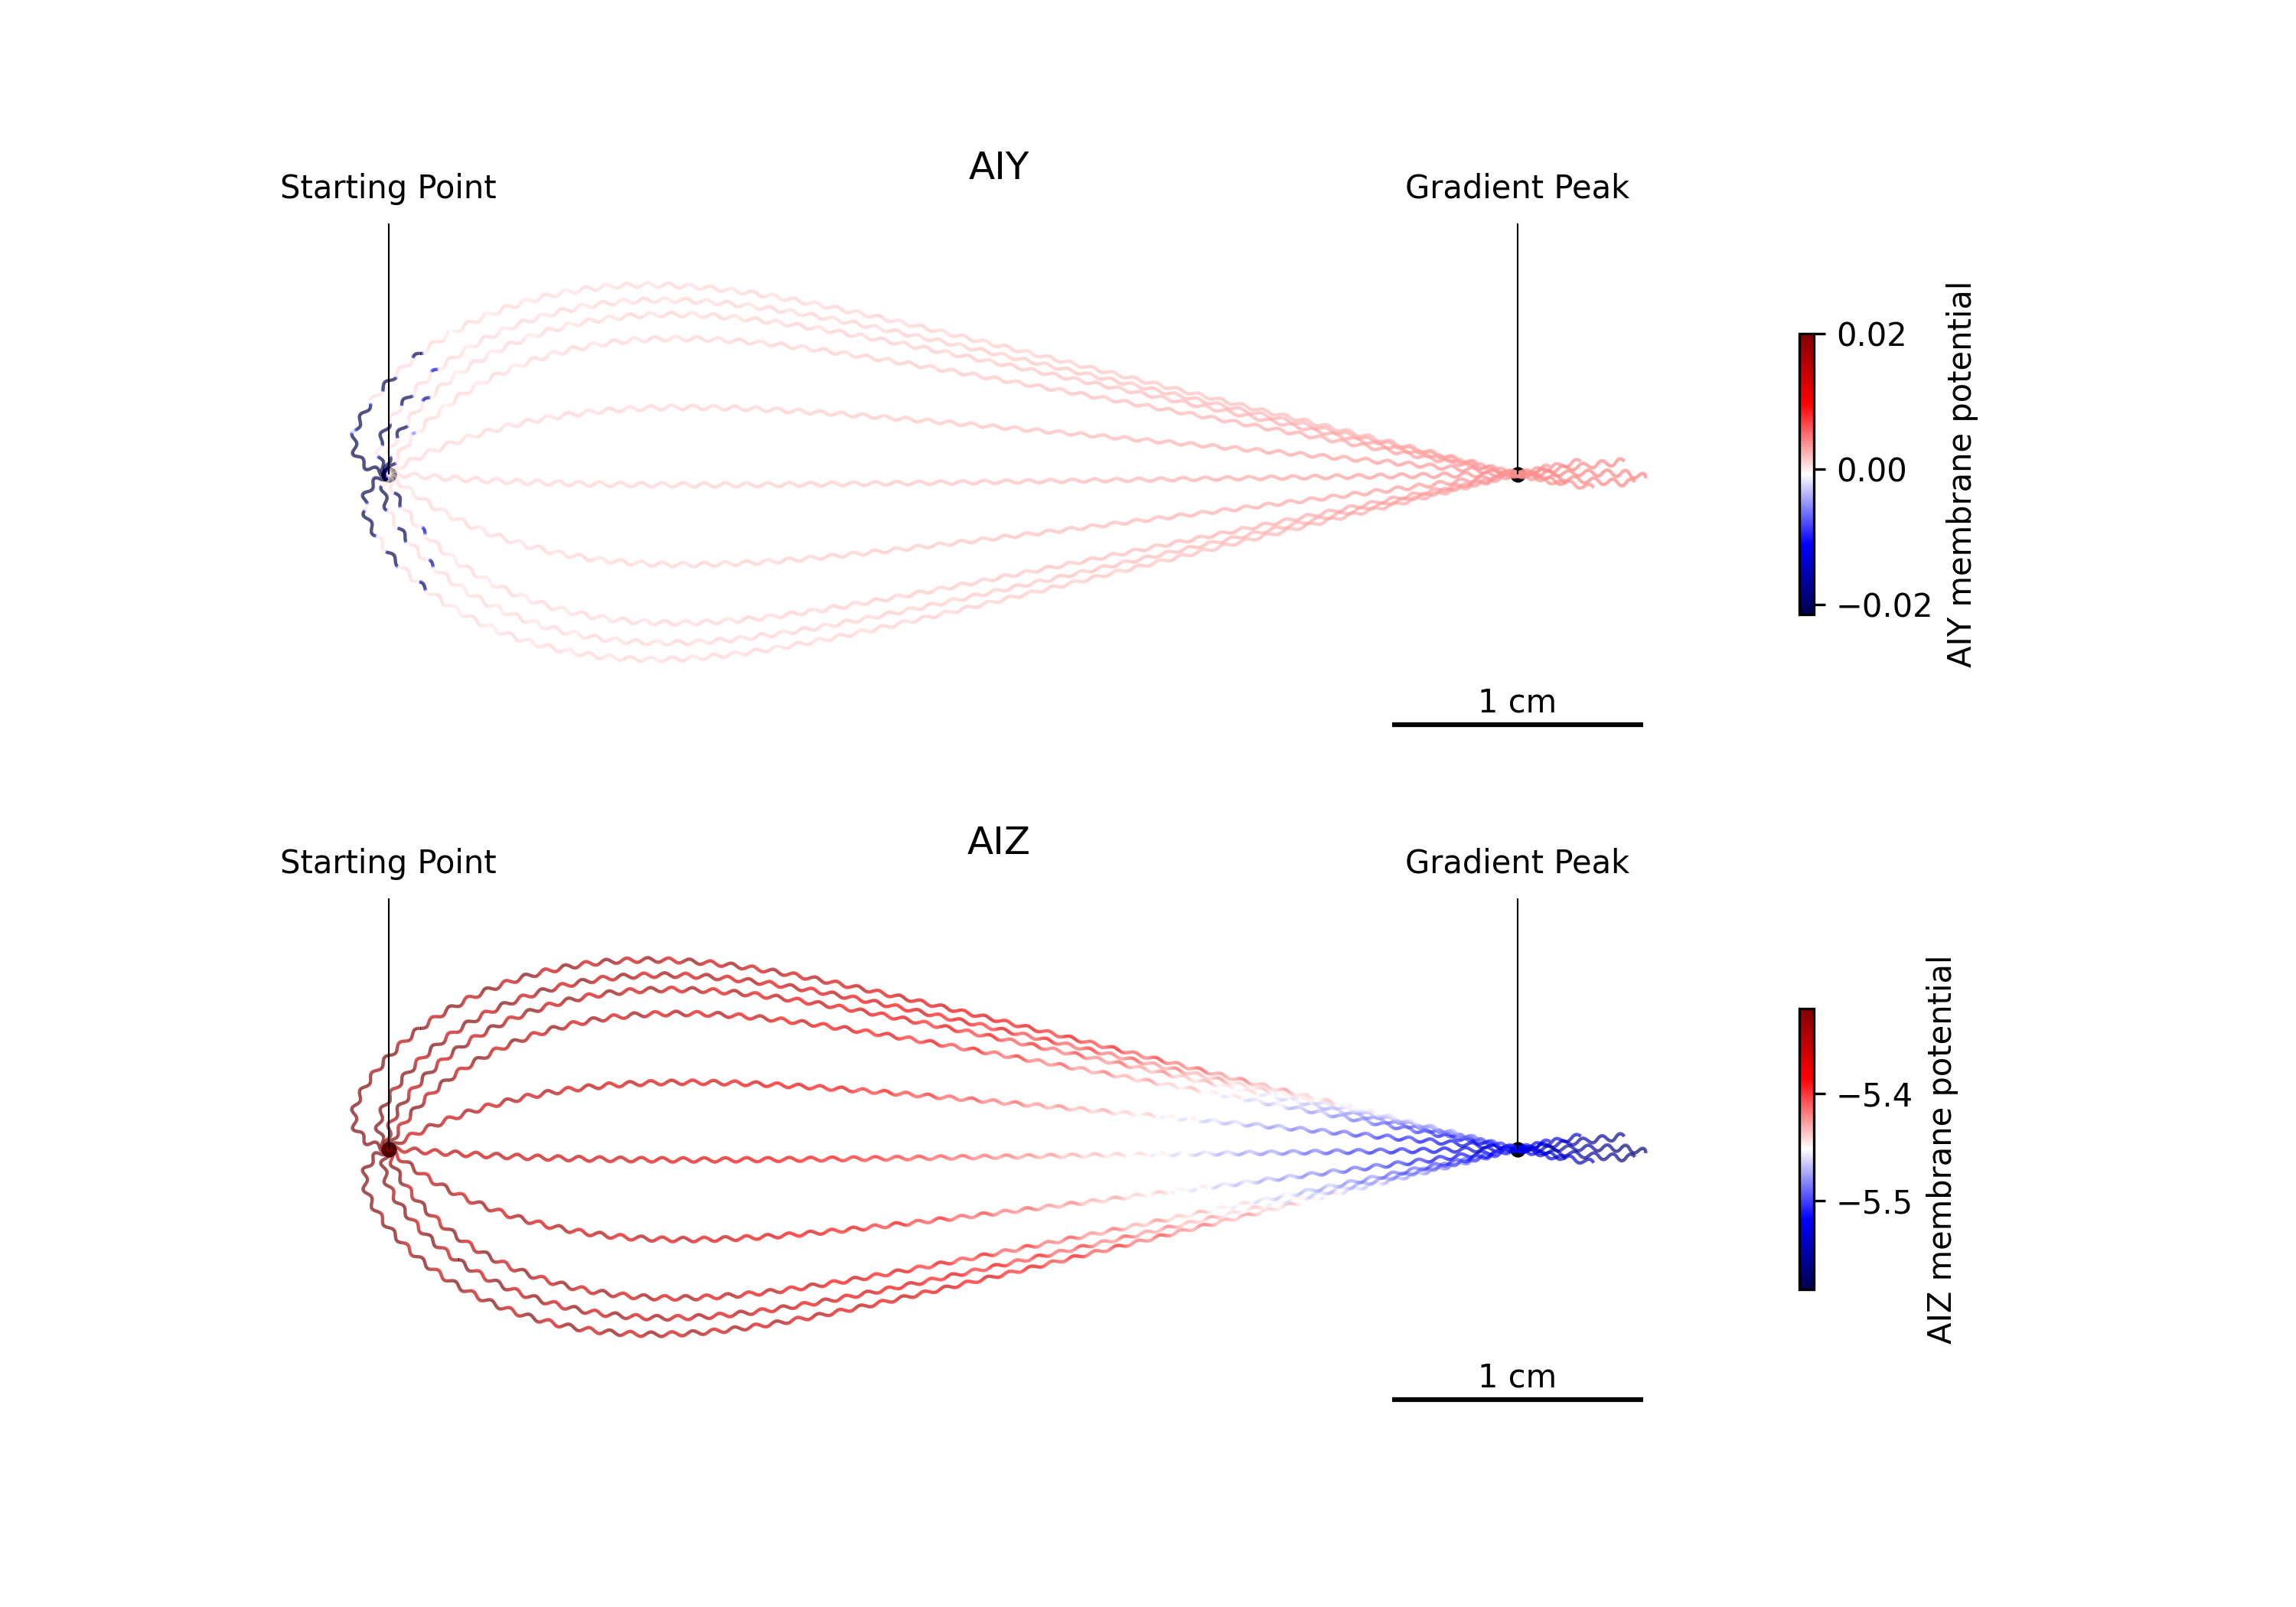 AIY
Starting Point
Gradient Peak
0.02
0.00
−0.02
AIY membrane potential
1 cm
AIZ
Starting Point
Gradient Peak
−5.4
−5.5
AIZ membrane potential
1 cm